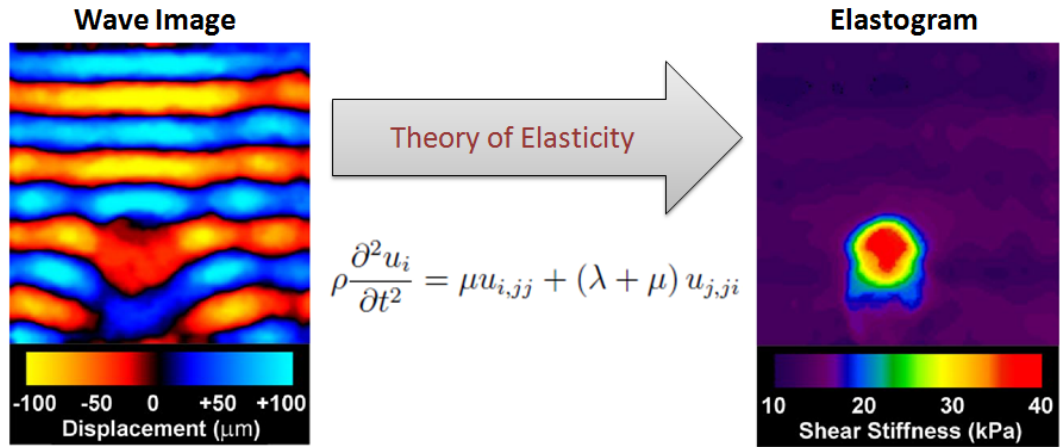 Wave Image
Elastogram
Theory of Elasticity
ρ ∂²uᵢ/∂t² = μuᵢ,ⱼⱼ + (λ + μ) uⱼ,ⱼᵢ
-100 -50 0 +50 +100
Displacement (μm)
10 20 30 40
Shear Stiffness (kPa)